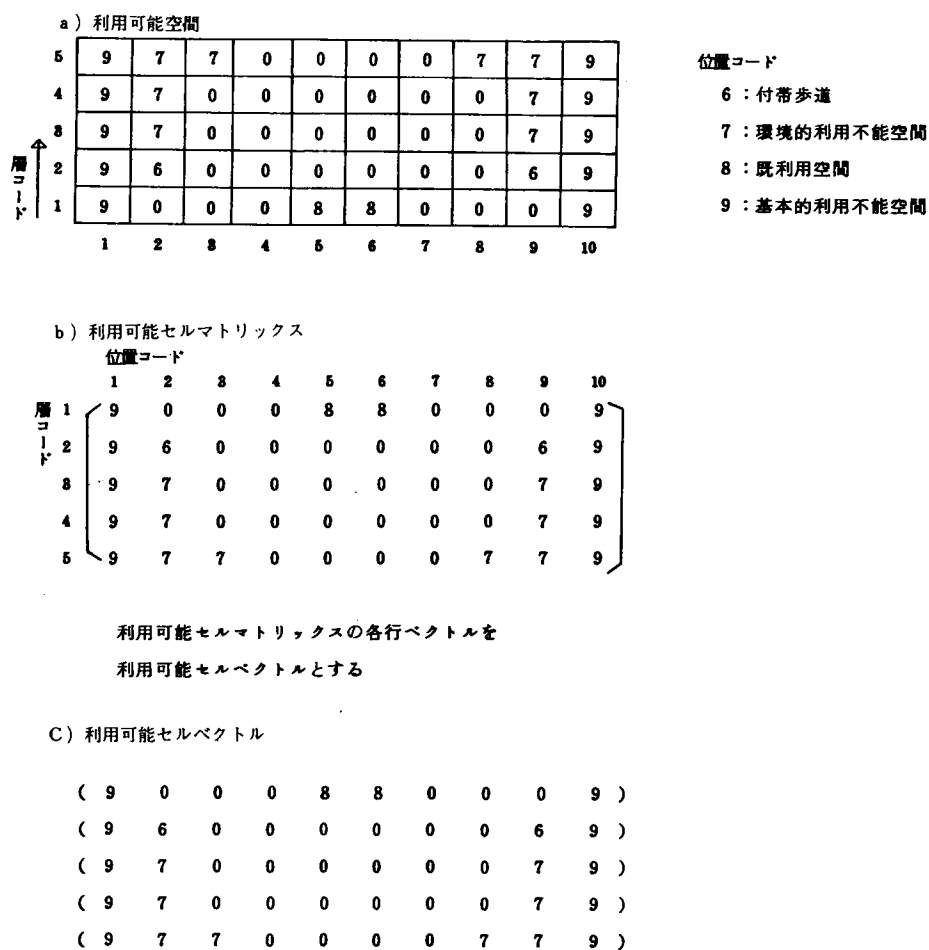 a）利用可能空間
5 9 7 7 0 0 0 0 7 7 9
4 9 7 0 0 0 0 0 0 7 9
3 9 7 0 0 0 0 0 0 7 9
2 9 6 0 0 0 0 0 0 6 9
1 9 0 0 0 8 8 0 0 0 9
1 2 3 4 5 6 7 8 9 10
層コード
位置コード
6：付帯歩道
7：環境的利用不能空間
8：既利用空間
9：基本的利用不能空間
b）利用可能セルマトリックス
位置コード
1 2 3 4 5 6 7 8 9 10
層コード
1 9 0 0 0 8 8 0 0 0 9
2 9 6 0 0 0 0 0 0 6 9
3 9 7 0 0 0 0 0 0 7 9
4 9 7 0 0 0 0 0 0 7 9
5 9 7 7 0 0 0 0 7 7 9
利用可能セルマトリックスの各行ベクトルを
利用可能セルベクトルとする
C）利用可能セルベクトル
( 9 0 0 0 8 8 0 0 0 9 )
( 9 6 0 0 0 0 0 0 6 9 )
( 9 7 0 0 0 0 0 0 7 9 )
( 9 7 0 0 0 0 0 0 7 9 )
( 9 7 7 0 0 0 0 7 7 9 )